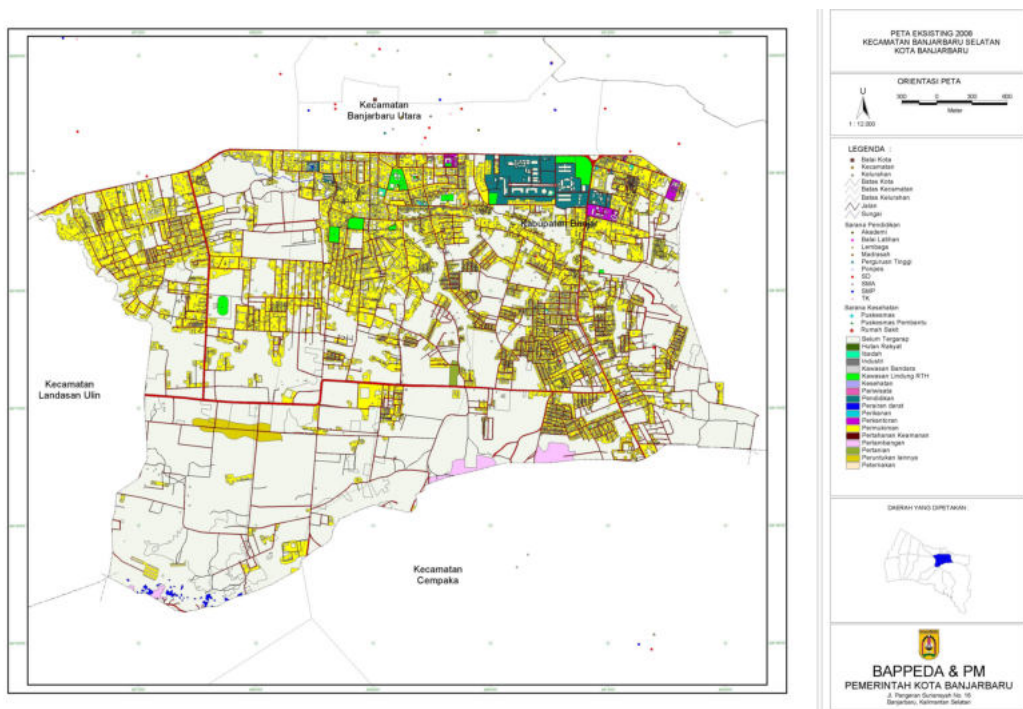 Kecamatan
Banjarbaru Utara
Kabupaten Banjar
Kecamatan
Landasan Ulin
Kecamatan
Cempaka
PETA EKSISTING 2006
KECAMATAN BANJARBARU SELATAN
KOTA BANJARBARU
ORIENTASI PETA
U
1 : 12.000
300 0 300 600
Meter
LEGENDA :
Balai Kota
Kecamatan
Kelurahan
Batas Kota
Batas Kecamatan
Batas Kelurahan
Jalan
Sungai
Sarana Pendidikan
Akademi
Balai Latihan
Lembaga
Madrasah
Perguruan Tinggi
Ponpes
SD
SMA
SMP
TK
Sarana Kesehatan
Puskesmas
Puskesmas Pembantu
Rumah Sakit
Belum Tergarap
Hutan Rakyat
Ibadah
Industri
Kawasan Bandara
Kawasan Lindung RTH
Kesehatan
Pariwisata
Pendidikan
Perairan darat
Perikanan
Perkantoran
Permukiman
Pertahanan Keamanan
Pertambangan
Pertanian
Peruntukan lainnya
Peternakan
DAERAH YANG DIPETAKAN
BAPPEDA & PM
PEMERINTAH KOTA BANJARBARU
Jl. Pangeran Suriansyah No. 16
Banjarbaru, Kalimantan Selatan